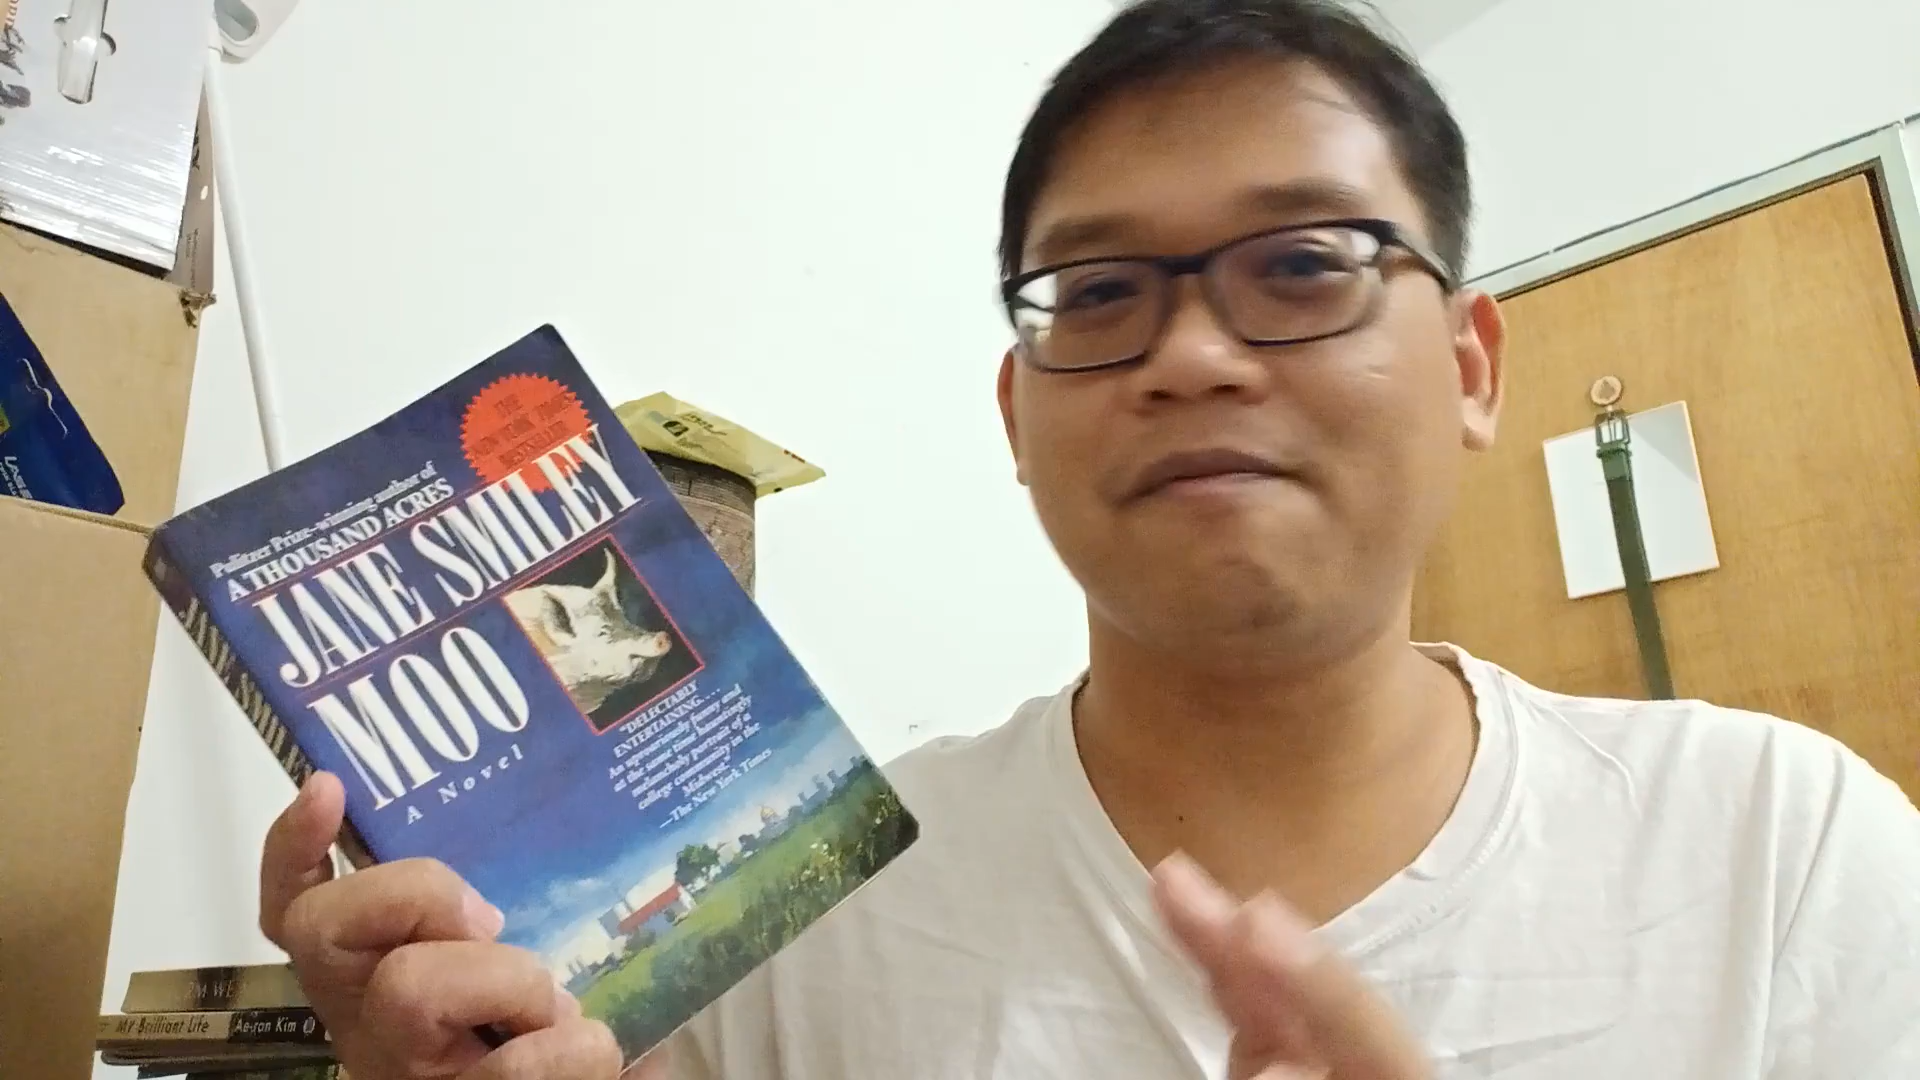 THE
NEW YORK TIMES
BESTSELLER
Pulitzer Prize-winning author of
A THOUSAND ACRES
JANE SMILEY
MOO
A Novel
"DELECTABLY
ENTERTAINING....
An uproariously funny and
at the same time hauntingly
melancholy portrait of a
college community in the
Midwest."
—The New York Times
JANE SMILEY
My Brilliant Life Ae-ran Kim